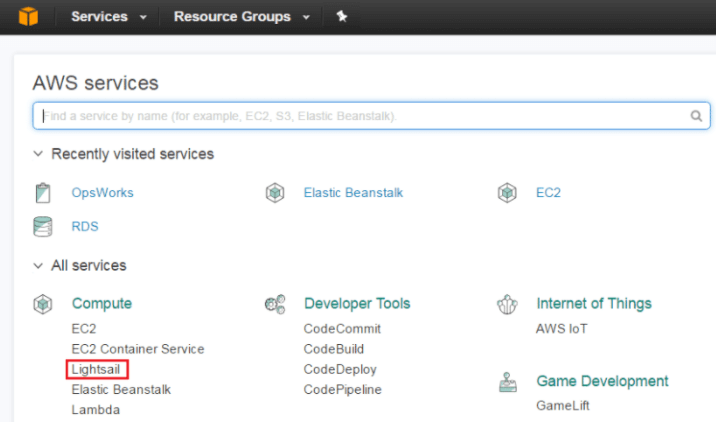 Services Resource Groups
AWS services
Find a service by name (for example, EC2, S3, Elastic Beanstalk).
Recently visited services
OpsWorks Elastic Beanstalk EC2
RDS
All services
Compute Developer Tools Internet of Things
EC2 CodeCommit AWS IoT
EC2 Container Service CodeBuild
Lightsail CodeDeploy
Elastic Beanstalk CodePipeline Game Development
Lambda GameLift